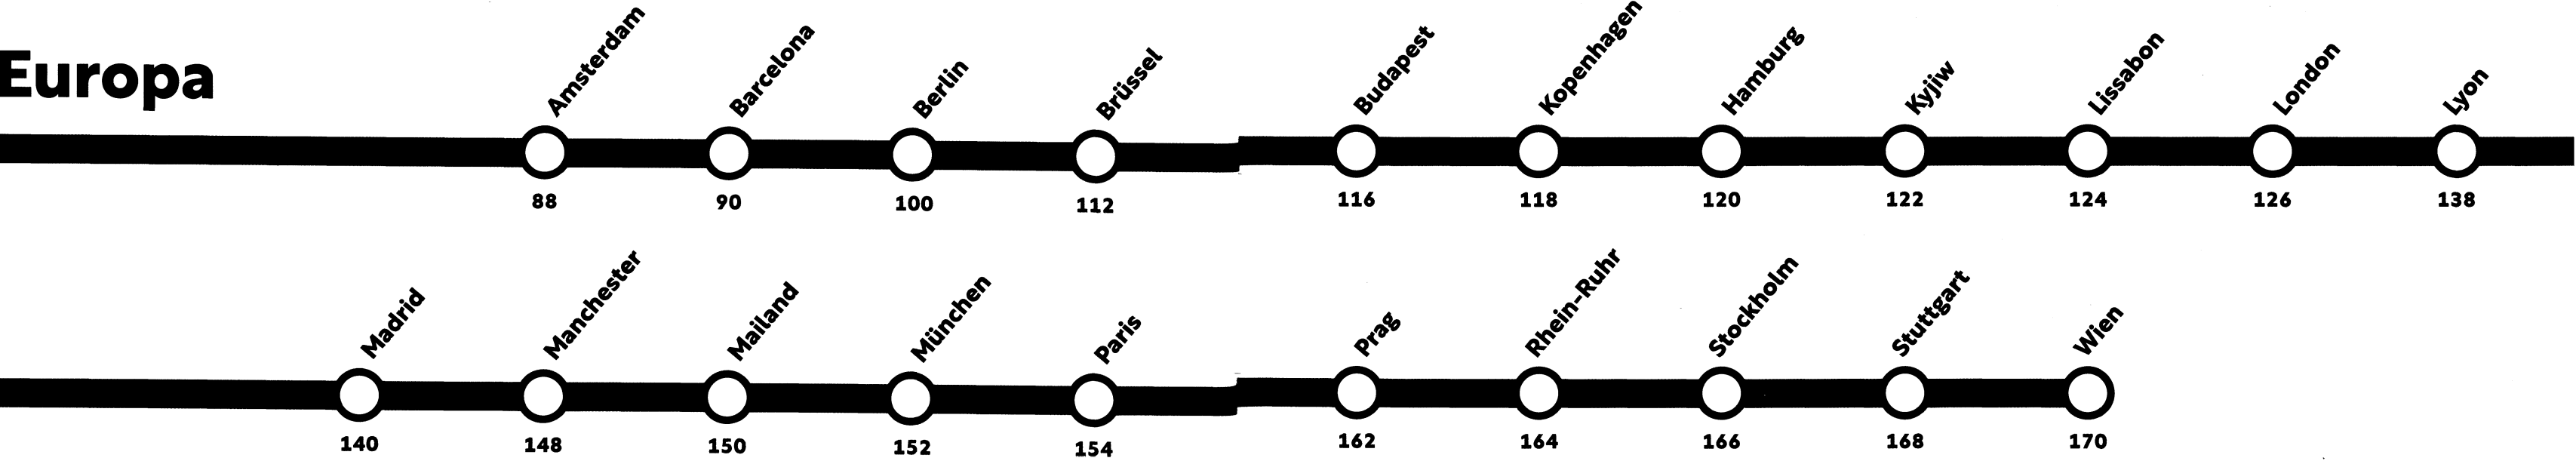 Europa
Amsterdam
88
Barcelona
90
Berlin
100
Brüssel
112
Budapest
116
Kopenhagen
118
Hamburg
120
Kyjiw
122
Lissabon
124
London
126
Lyon
138
Madrid
140
Manchester
148
Mailand
150
München
152
Paris
154
Prag
162
Rhein-Ruhr
164
Stockholm
166
Stuttgart
168
Wien
170